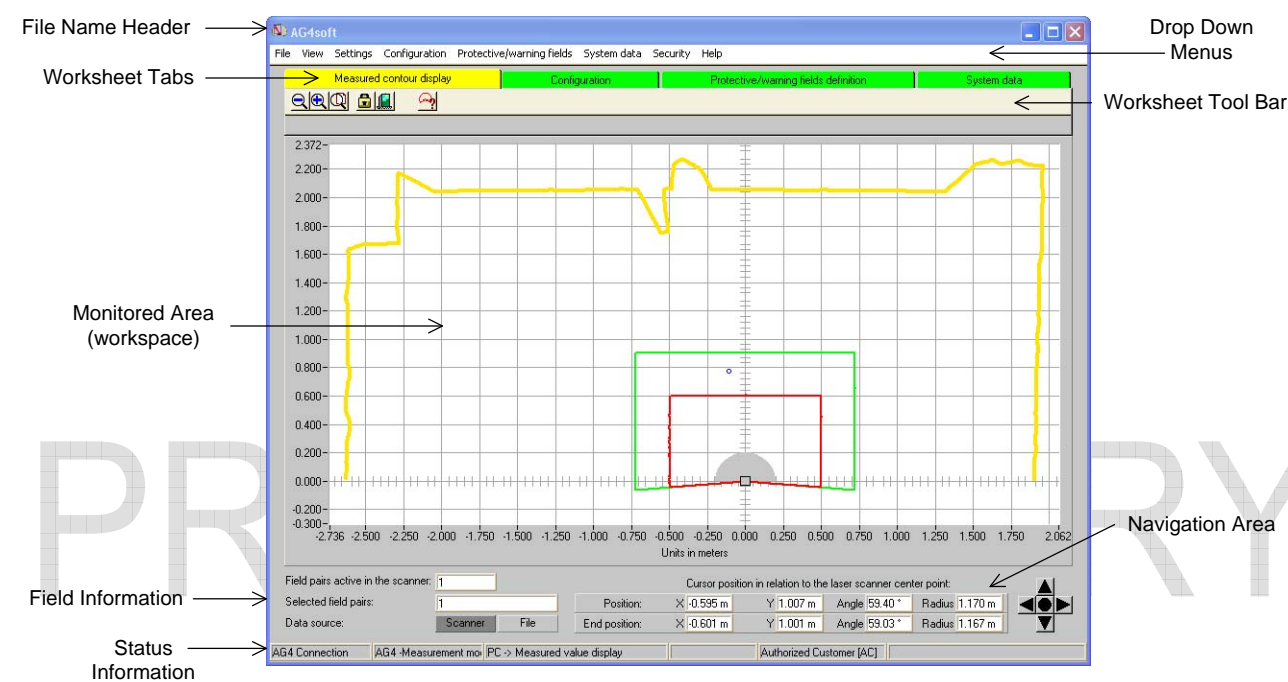 File Name Header
AG4soft
Drop Down
Menus
File View Settings Configuration Protective/warning fields System data Security Help
Worksheet Tabs
Measured contour display Configuration Protective/warning fields definition System data
Worksheet Tool Bar
2.372-
2.200-
2.000-
1.800-
1.600-
1.400-
1.200-
1.000-
0.800-
0.600-
0.400-
0.200-
0.000-
-0.200-
-0.300-
Monitored Area
(workspace)
-2.736 -2.500 -2.250 -2.000 -1.750 -1.500 -1.250 -1.000 -0.750 -0.500 -0.250 0.000 0.250 0.500 0.750 1.000 1.250 1.500 1.750 2.062
Units in meters
Navigation Area
Field pairs active in the scanner: 1
Cursor position in relation to the laser scanner center point:
Field Information
Selected field pairs: 1
Position: X -0.595 m Y 1.007 m Angle 59.40 ° Radius 1.170 m
Data source: Scanner File
End position: X -0.601 m Y 1.001 m Angle 59.03 ° Radius 1.167 m
Status
Information
AG4 Connection AG4 -Measurement mo PC -> Measured value display Authorized Customer [AC]
PR RY